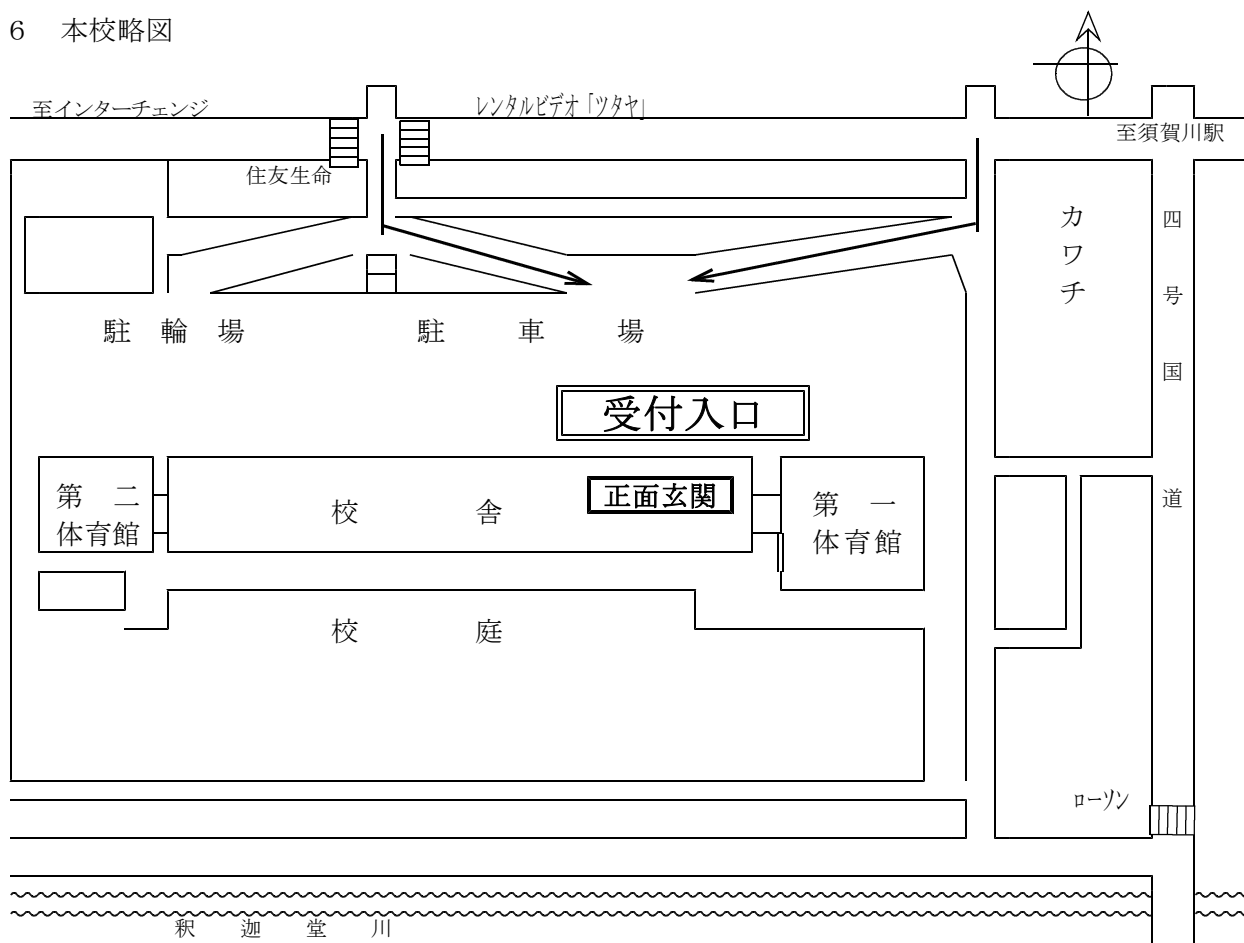 6 本校略図
至インターチェンジ
レンタルビデオ「ツタヤ」
至須賀川駅
住友生命
カワチ
四号国道
駐輪場
駐車場
受付入口
第二
体育館
校舎
正面玄関
第一
体育館
校庭
ローソン
釈迦堂川